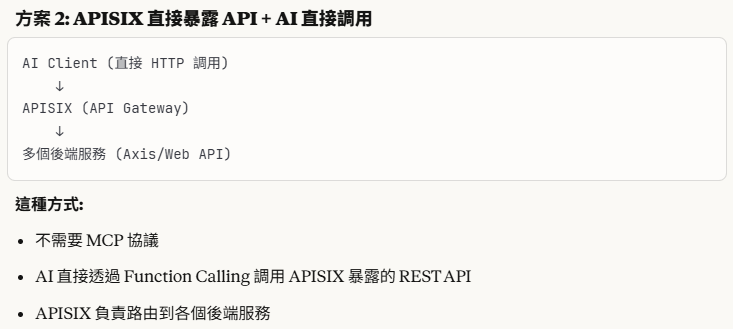 方案 2: APISIX 直接暴露 API + AI 直接調用
AI Client (直接 HTTP 調用)
↓
APISIX (API Gateway)
↓
多個後端服務 (Axis/Web API)
這種方式:
• 不需要 MCP 協議
• AI 直接透過 Function Calling 調用 APISIX 暴露的 REST API
• APISIX 負責路由到各個後端服務